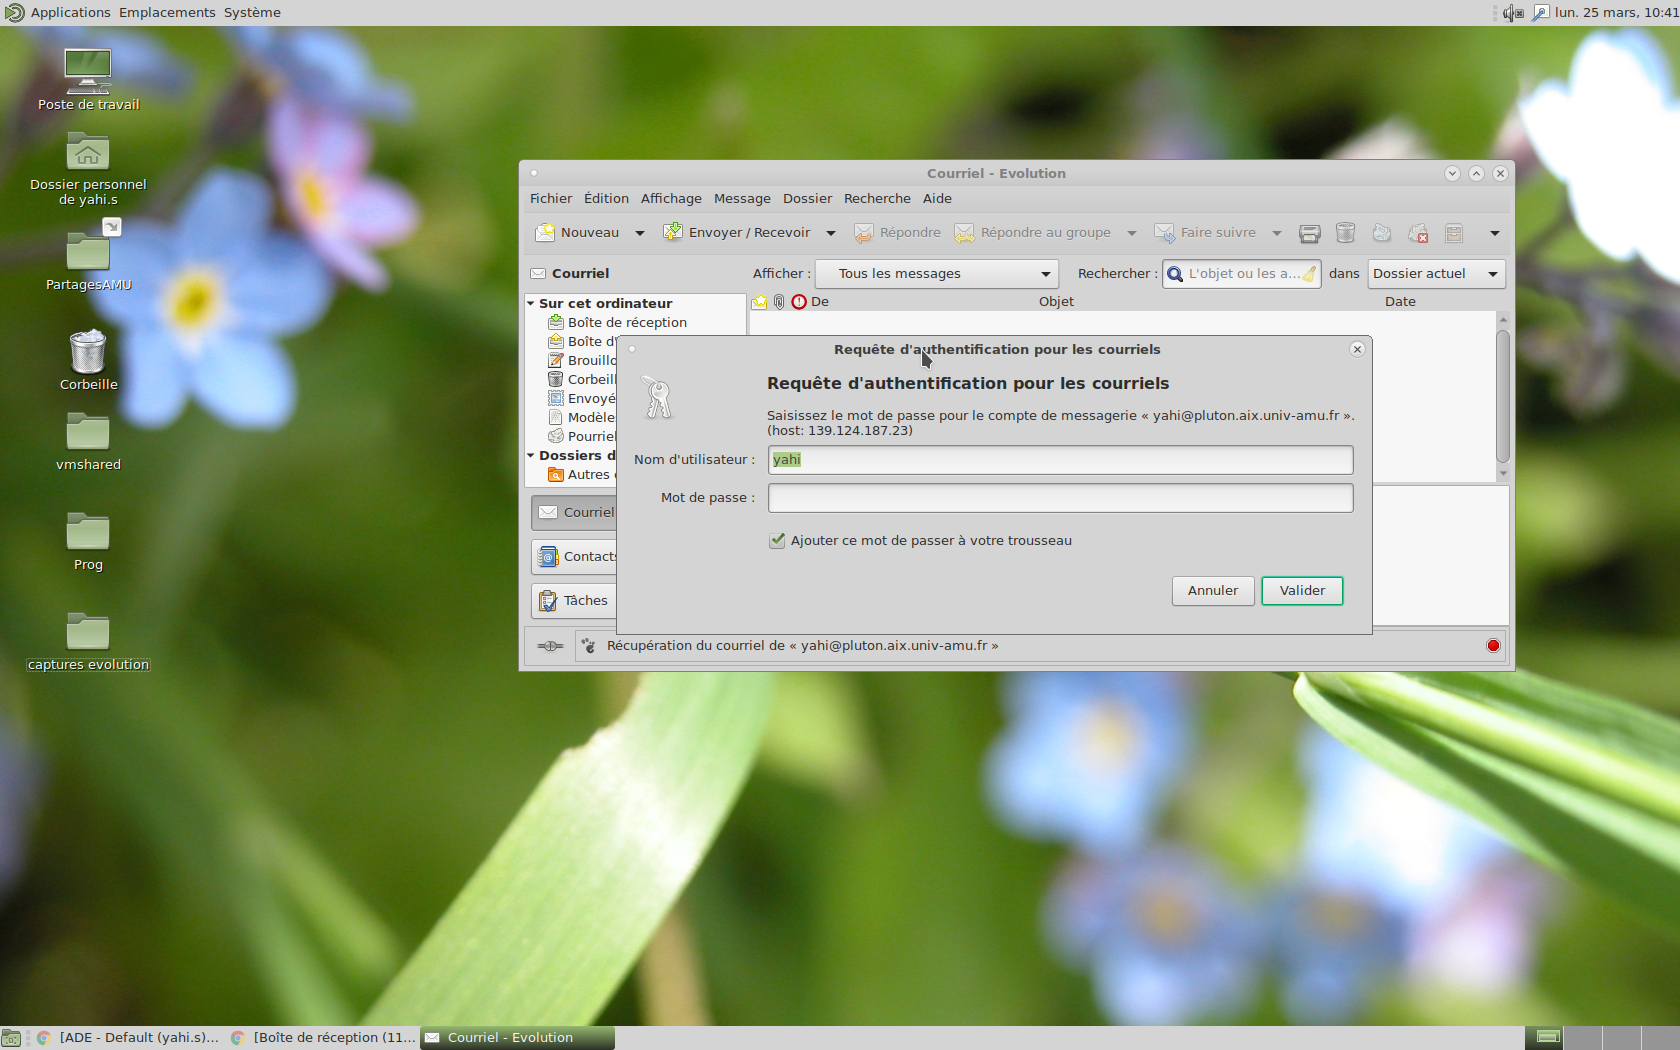 Applications Emplacements Système
lun. 25 mars, 10:41
Poste de travail
Dossier personnel
de yahi.s
PartagesAMU
Corbeille
vmshared
Prog
captures evolution
Courriel - Evolution
Fichier Édition Affichage Message Dossier Recherche Aide
Nouveau Envoyer / Recevoir Répondre Répondre au groupe Faire suivre
Courriel Afficher : Tous les messages Rechercher : L'objet ou les a... dans Dossier actuel
Sur cet ordinateur De Objet Date
Boîte de réception
Boîte d'
Brouillo
Corbeil
Envoyé
Modèle
Pourriel
Dossiers d
Autres
Courriel
Contacts
Tâches
Requête d'authentification pour les courriels
Requête d'authentification pour les courriels
Saisissez le mot de passe pour le compte de messagerie « yahi@pluton.aix.univ-amu.fr ».
(host: 139.124.187.23)
Nom d'utilisateur : yahi
Mot de passe :
Ajouter ce mot de passer à votre trousseau
Annuler Valider
Récupération du courriel de « yahi@pluton.aix.univ-amu.fr »
[ADE - Default (yahi.s)... [Boîte de réception (11... Courriel - Evolution